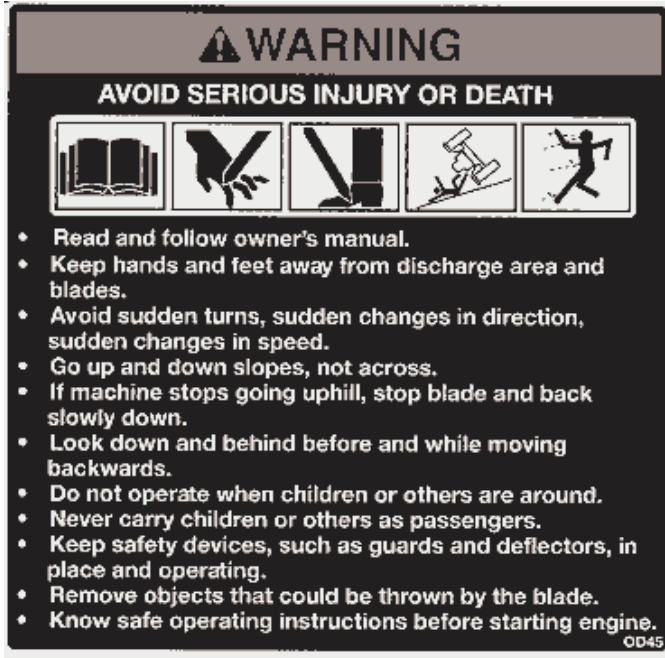 WARNING
AVOID SERIOUS INJURY OR DEATH
• Read and follow owner's manual.
• Keep hands and feet away from discharge area and
blades.
• Avoid sudden turns, sudden changes in direction,
sudden changes in speed.
• Go up and down slopes, not across.
• If machine stops going uphill, stop blade and back
slowly down.
• Look down and behind before and while moving
backwards.
• Do not operate when children or others are around.
• Never carry children or others as passengers.
• Keep safety devices, such as guards and deflectors, in
place and operating.
• Remove objects that could be thrown by the blade.
• Know safe operating instructions before starting engine.
OD45